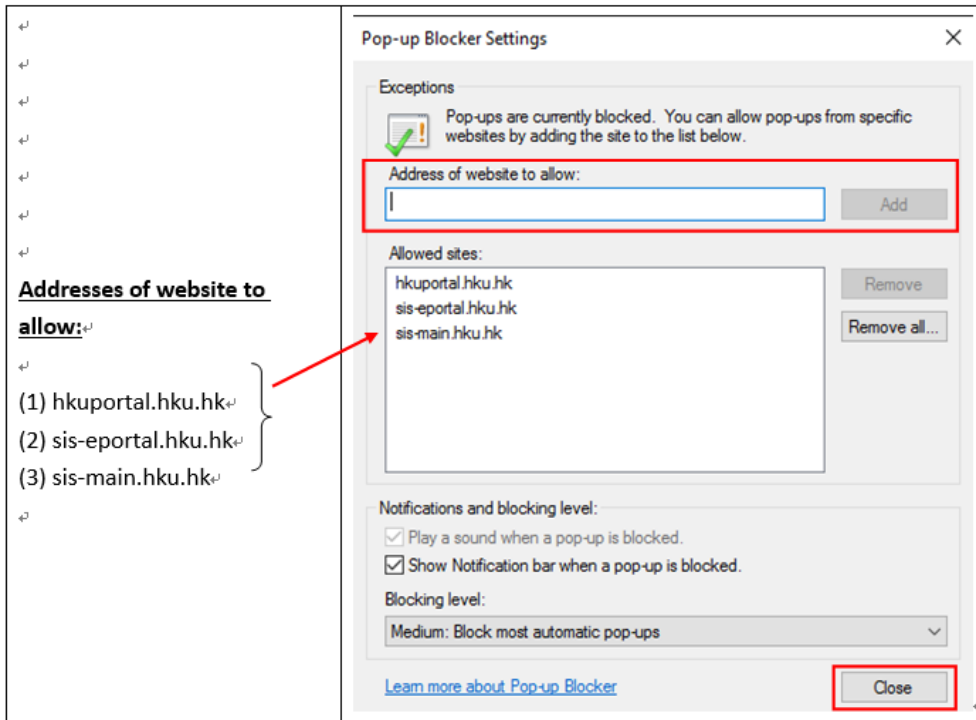 Addresses of website to
allow:
(1) hkuportal.hku.hk
(2) sis-eportal.hku.hk
(3) sis-main.hku.hk
Pop-up Blocker Settings
Exceptions
Pop-ups are currently blocked. You can allow pop-ups from specific
websites by adding the site to the list below.
Address of website to allow:
Add
Allowed sites:
hkuportal.hku.hk
sis-eportal.hku.hk
sis-main.hku.hk
Remove
Remove all...
Notifications and blocking level:
Play a sound when a pop-up is blocked.
Show Notification bar when a pop-up is blocked.
Blocking level:
Medium: Block most automatic pop-ups
Learn more about Pop-up Blocker
Close